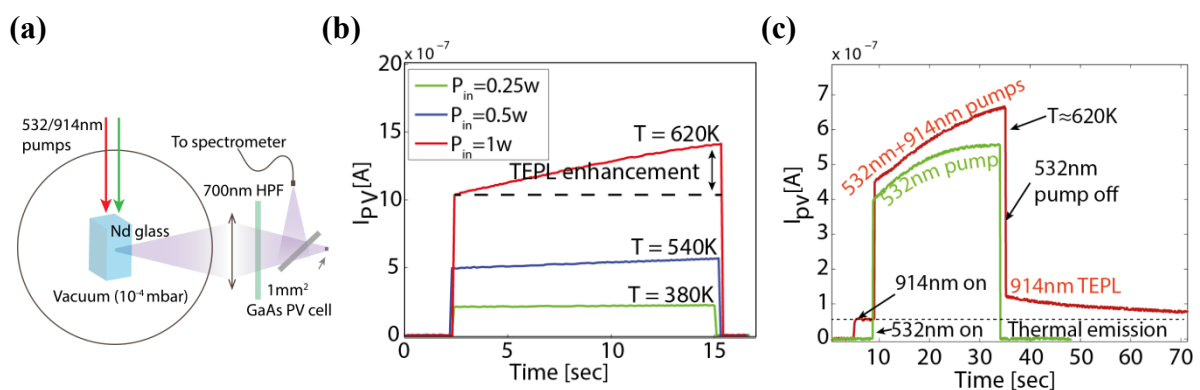 (a)
532/914nm
pumps
To spectrometer
700nm HPF
Nd glass
Vacuum (10⁻⁴ mbar)
1mm²
GaAs PV cell
(b)
x 10⁻⁷
15
10
5
0
I_PV[A]
P_in=0.25w
P_in=0.5w
P_in=1w
T = 620K
TEPL enhancement
T = 540K
T = 380K
0 5 10 15
Time [sec]
(c)
x 10⁻⁷
7
6
5
4
3
2
1
0
I_PV[A]
532nm+914nm pumps
532nm pump
T≈620K
532nm
pump off
914nm on
914nm TEPL
532nm on
Thermal emission
10 20 30 40 50 60 70
Time [sec]